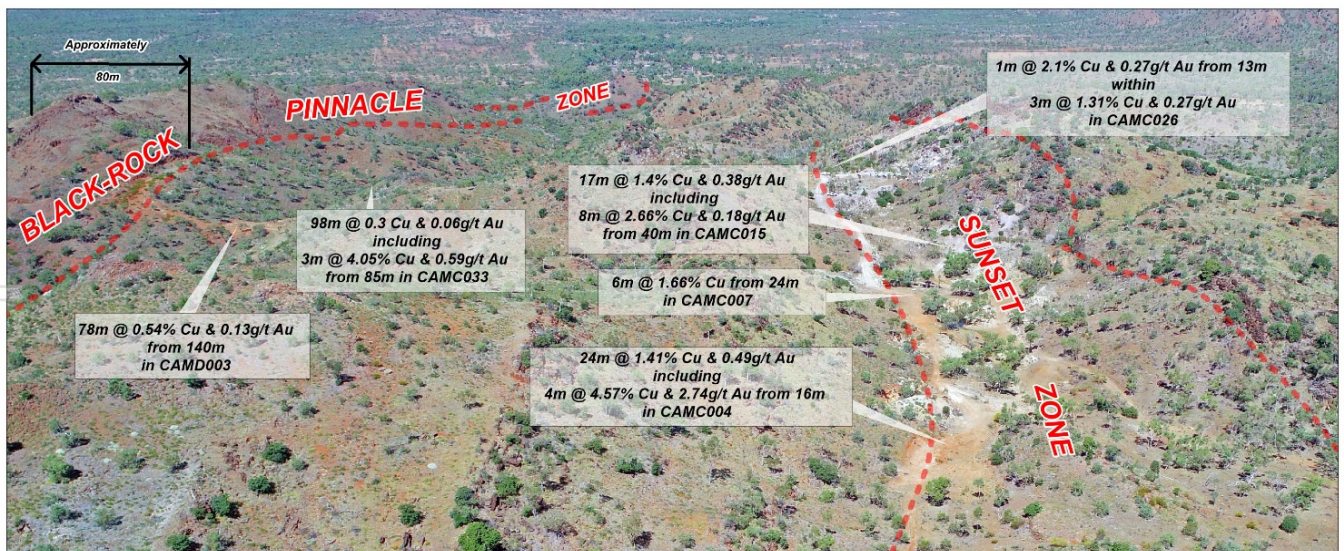 Approximately
80m
BLACK-ROCK
PINNACLE
ZONE
1m @ 2.1% Cu & 0.27g/t Au from 13m
within
3m @ 1.31% Cu & 0.27g/t Au
in CAMC026
17m @ 1.4% Cu & 0.38g/t Au
including
8m @ 2.66% Cu & 0.18g/t Au
from 40m in CAMC015
98m @ 0.3 Cu & 0.06g/t Au
including
3m @ 4.05% Cu & 0.59g/t Au
from 85m in CAMC033
6m @ 1.66% Cu from 24m
in CAMC007
78m @ 0.54% Cu & 0.13g/t Au
from 140m
in CAMD003
24m @ 1.41% Cu & 0.49g/t Au
including
4m @ 4.57% Cu & 2.74g/t Au from 16m
in CAMC004
SUNSET
ZONE